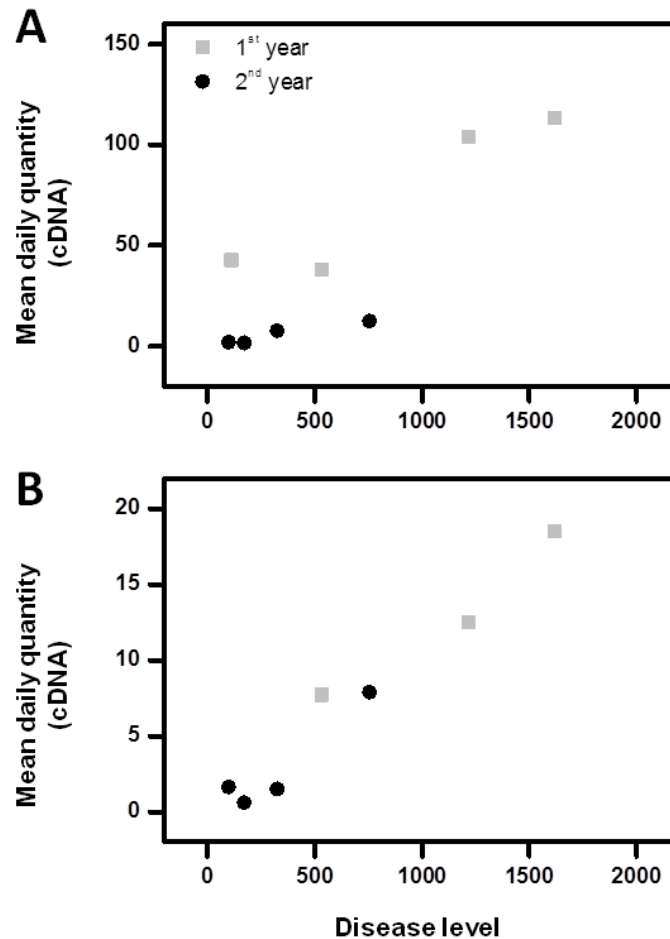 A
1st year
2nd year
Mean daily quantity
(cDNA)
150
100
50
0
0 500 1000 1500 2000
B
Mean daily quantity
(cDNA)
20
15
10
5
0
0 500 1000 1500 2000
Disease level